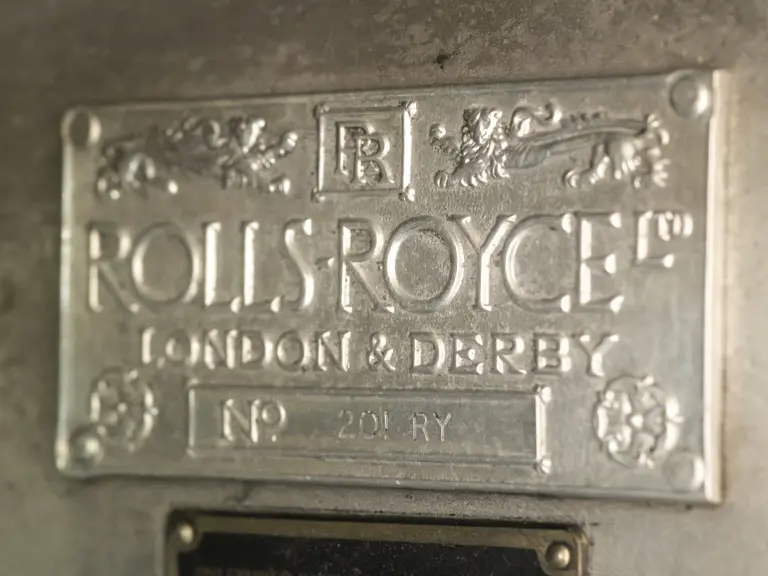 RR
ROLLS-ROYCE LTD
LONDON & DERBY
No. 201 RY